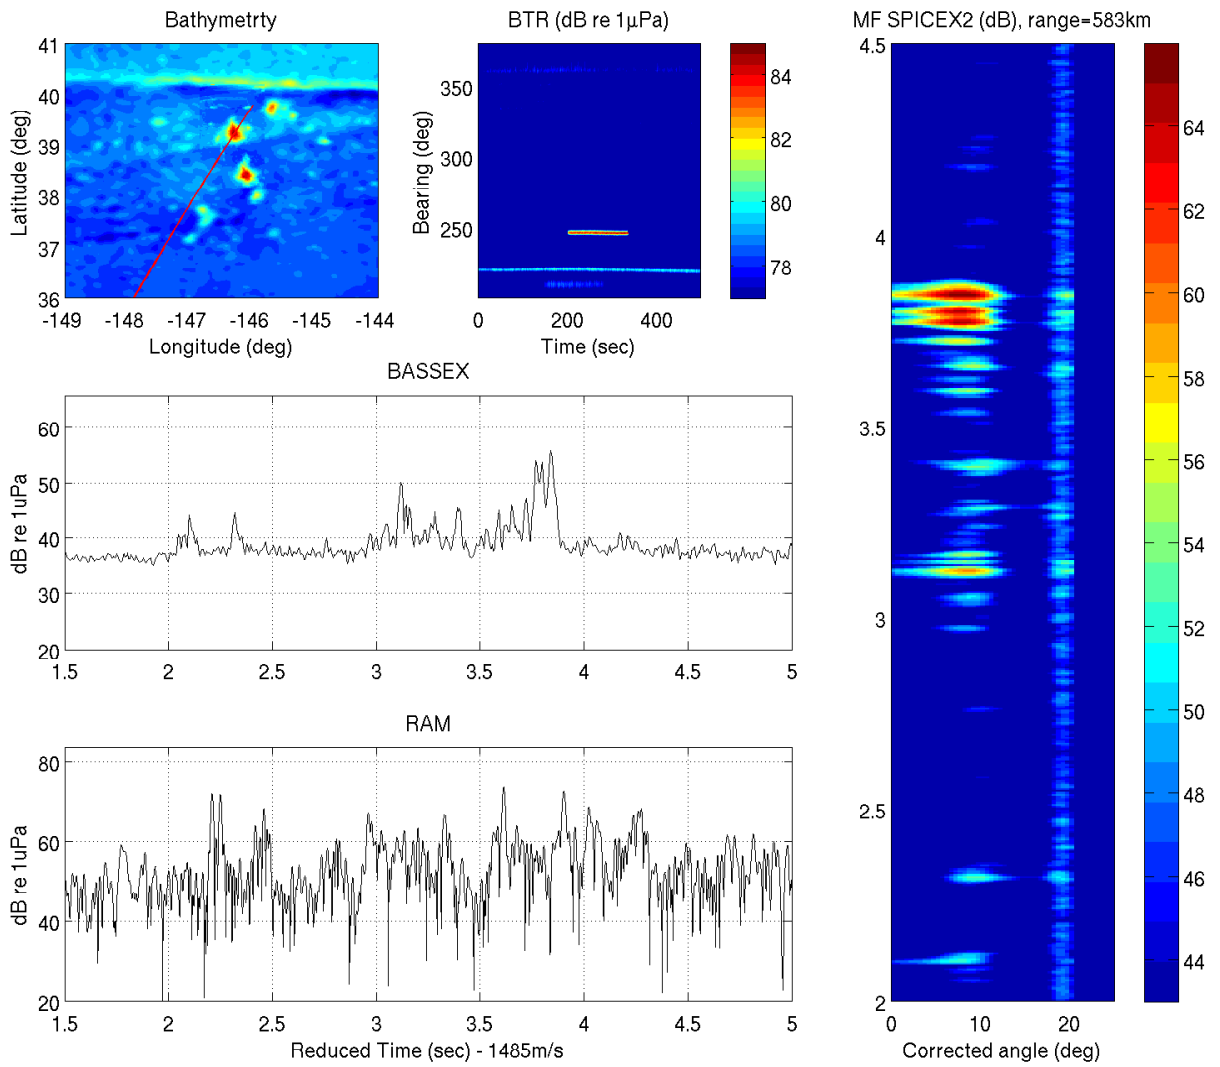 Bathymetrty
41
40
39
38
37
36
Latitude (deg)
-149 -148 -147 -146 -145 -144
Longitude (deg)
BTR (dB re 1μPa)
350
300
250
Bearing (deg)
0 200 400
Time (sec)
84
82
80
78
MF SPICEX2 (dB), range=583km
4.5
4
3.5
3
2.5
2
0 10 20
Corrected angle (deg)
64
62
60
58
56
54
52
50
48
46
44
BASSEX
60
50
40
30
20
dB re 1uPa
1.5 2 2.5 3 3.5 4 4.5 5
RAM
80
60
40
20
dB re 1uPa
1.5 2 2.5 3 3.5 4 4.5 5
Reduced Time (sec) - 1485m/s